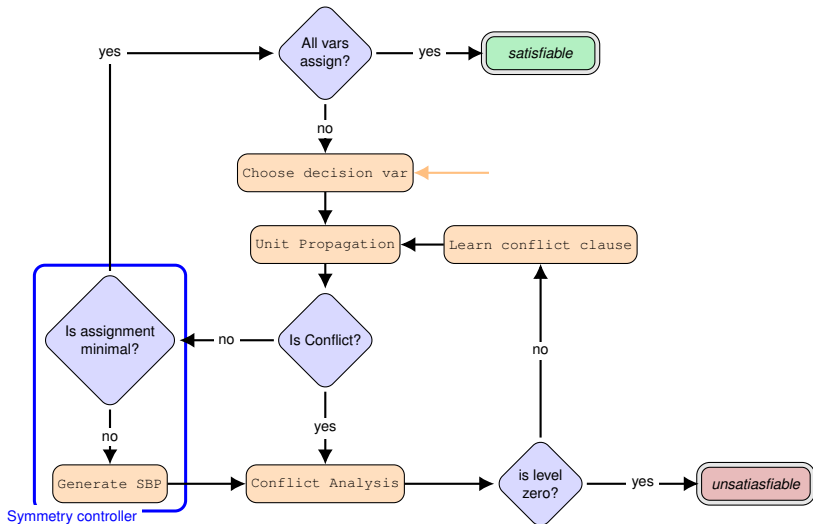 All vars
assign?
yes
yes
satisfiable
no
Choose decision var
Unit Propagation
Learn conflict clause
Is assignment
minimal?
no
Is Conflict?
no
no
yes
Generate SBP
Conflict Analysis
is level
zero?
yes
unsatiasfiable
Symmetry controller